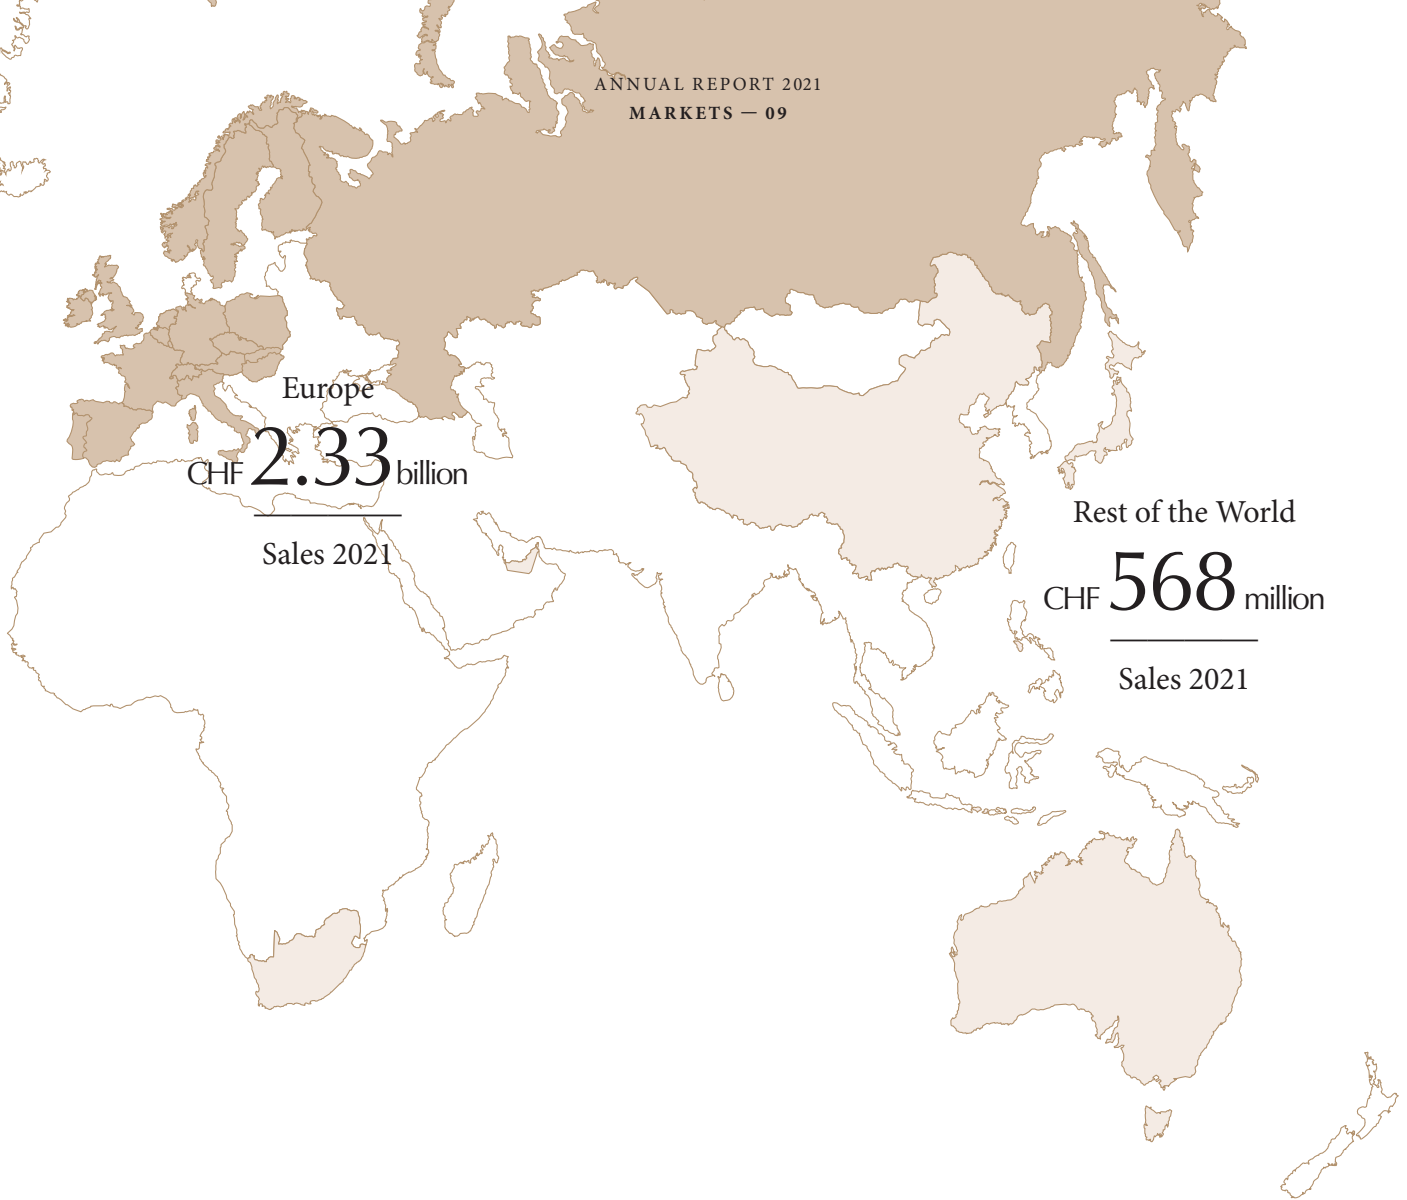 ANNUAL REPORT 2021
MARKETS — 09
Europe
CHF 2.33 billion
Sales 2021
Rest of the World
CHF 568 million
Sales 2021